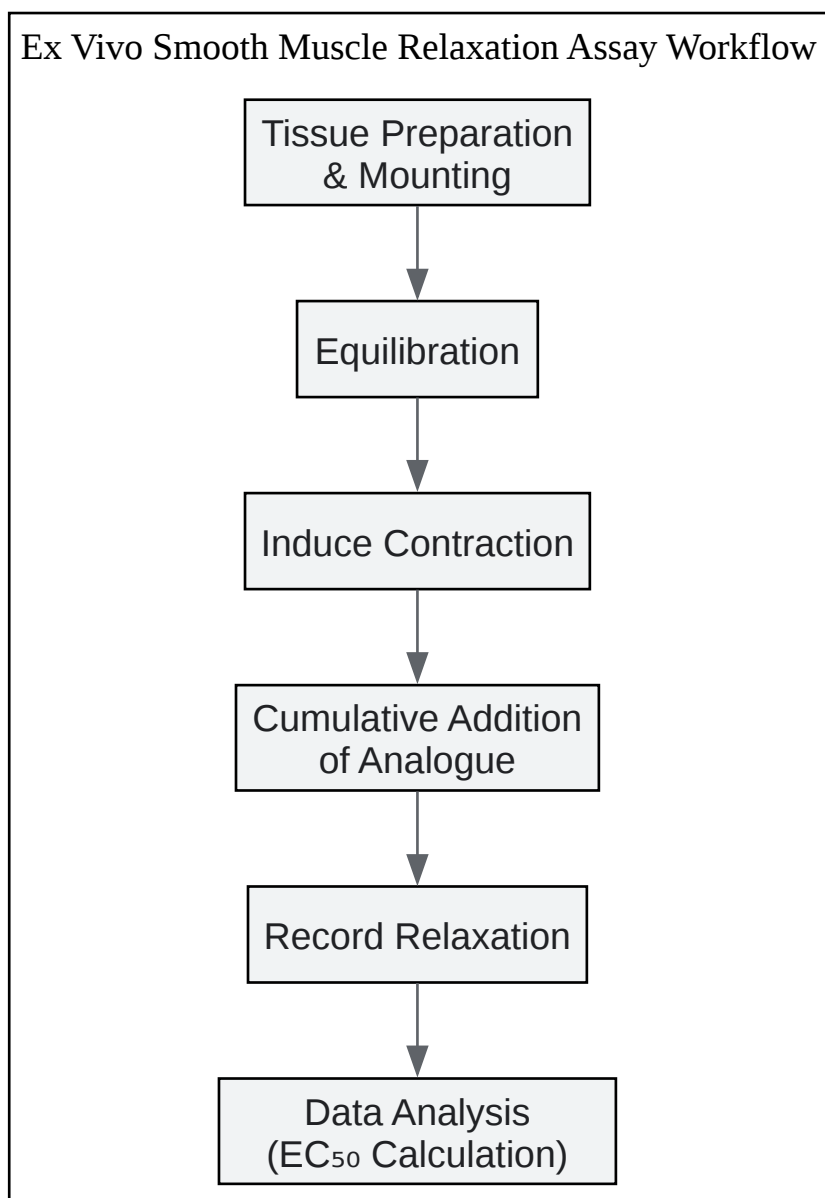 Ex Vivo Smooth Muscle Relaxation Assay Workflow
Tissue Preparation
& Mounting
Equilibration
Induce Contraction
Cumulative Addition
of Analogue
Record Relaxation
Data Analysis
(EC₅₀ Calculation)